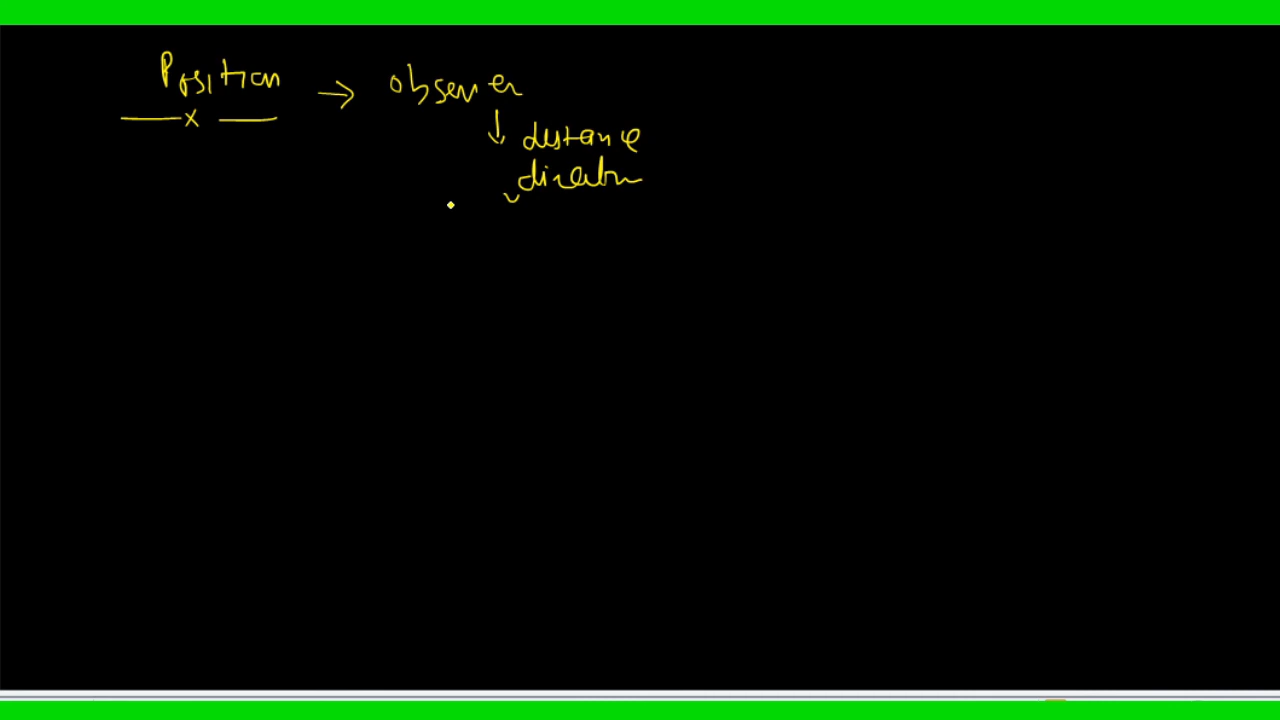 Position → observer
↓ distance
direction